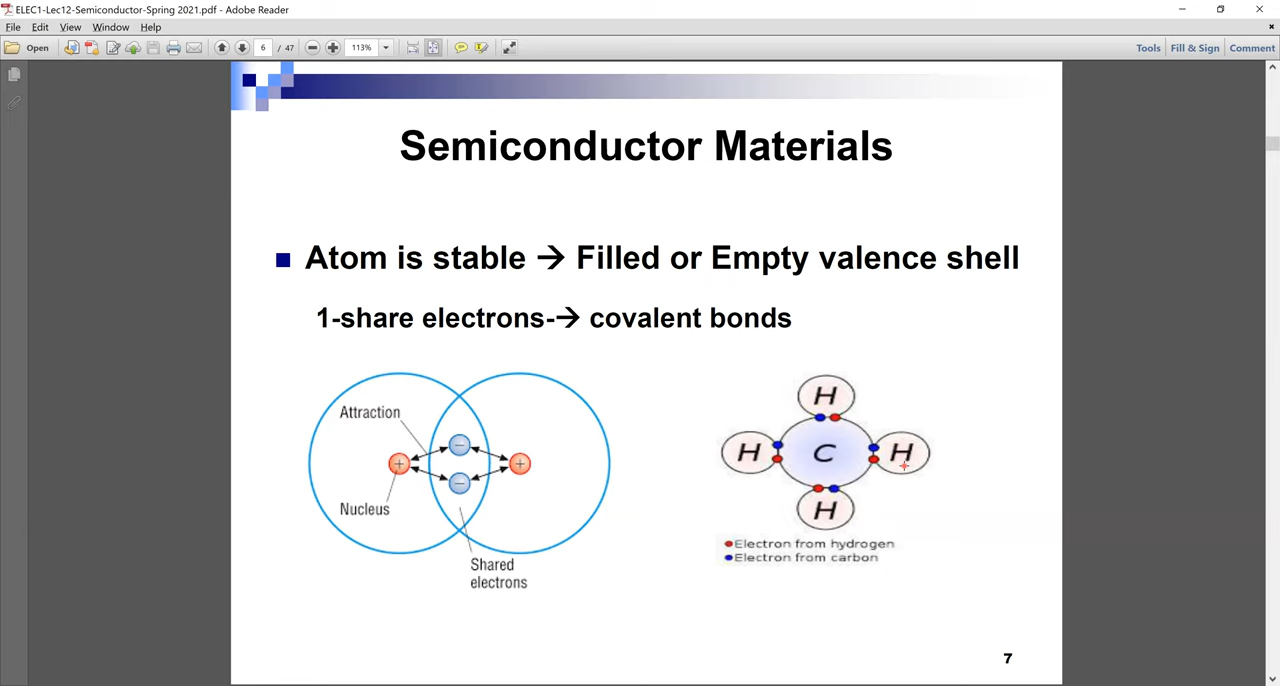 ELEC1-Lec12-Semiconductor-Spring 2021.pdf - Adobe Reader
File Edit View Window Help
Open 6 / 47 113% Tools Fill & Sign Comment
Semiconductor Materials
Atom is stable → Filled or Empty valence shell
1-share electrons-→ covalent bonds
Attraction
Nucleus
Shared
electrons
H
H C H
H
Electron from hydrogen
Electron from carbon
7